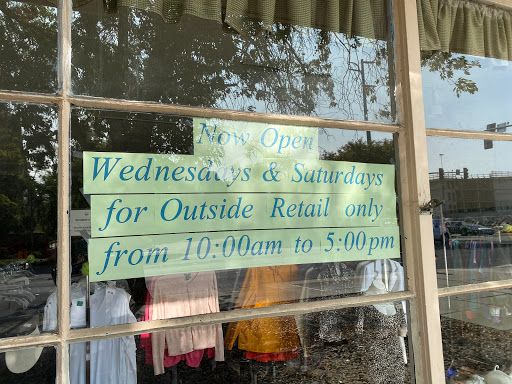 Now Open
Wednesdays & Saturdays
for Outside Retail only
from 10:00am to 5:00pm